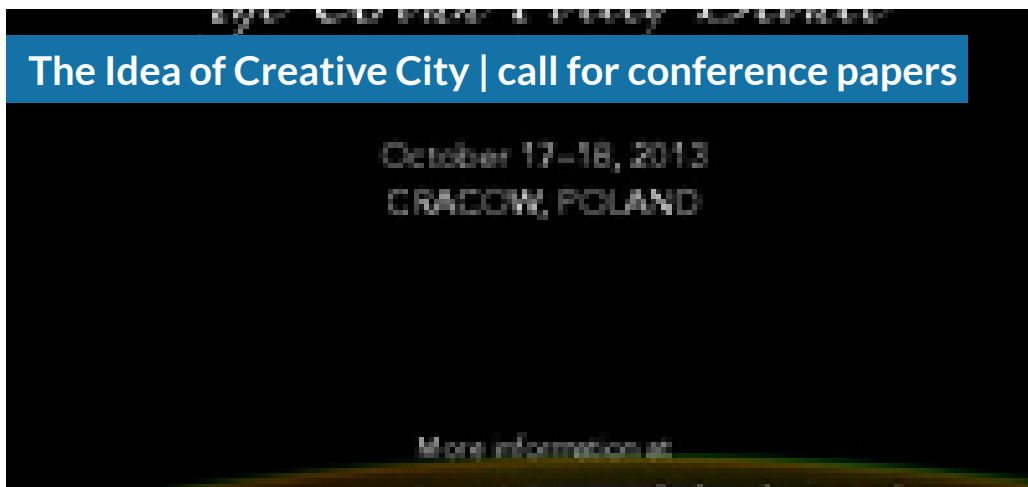 The Idea of Creative City | call for conference papers
October 17–18, 2013
CRACOW, POLAND
More information at